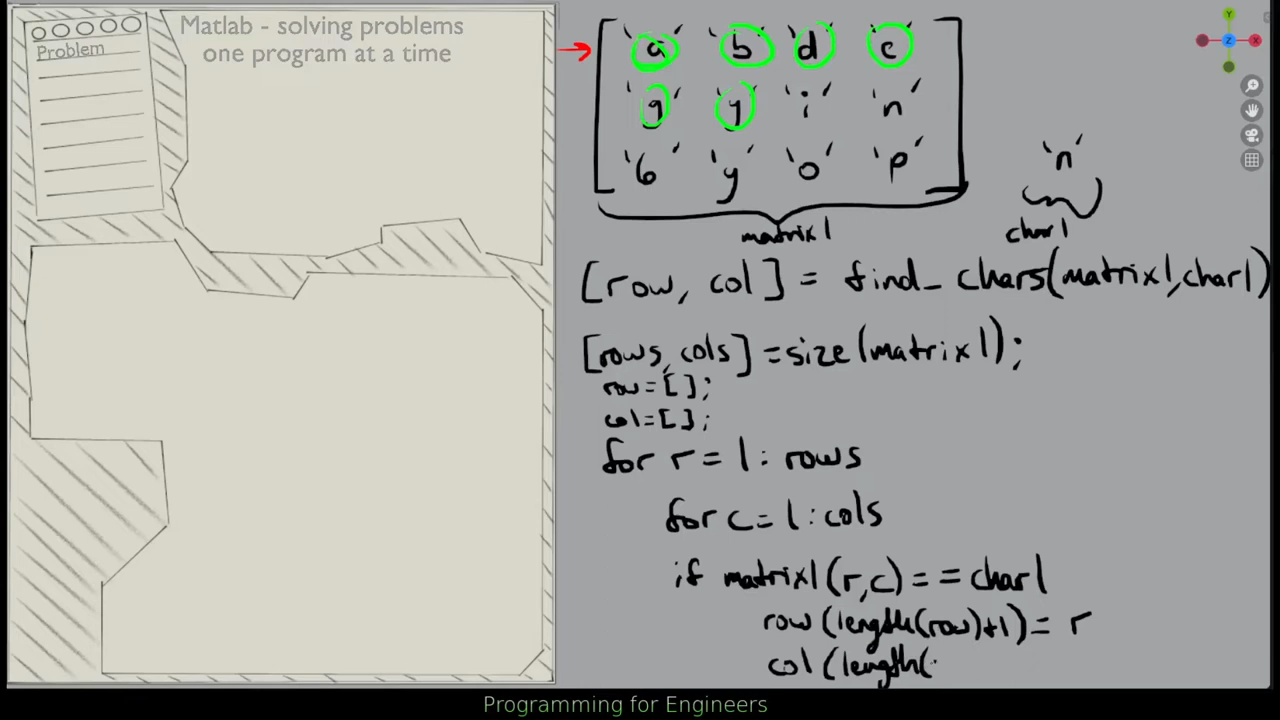 Problem
Matlab - solving problems
one program at a time
'a' 'b' 'd' 'c'
'q' 'y' 'i' 'n'
'6' 'y' 'o' 'p'
'n'
matrix1
char1
[row, col] = find_chars(matrix1,char1)
[rows,cols]=size(matrix1);
row=[];
col=[];
for r = 1:rows
for c = 1:cols
if matrix1(r,c)==char1
row(length(row)+1)= r
col(length(
Programming for Engineers
Y
Z
X